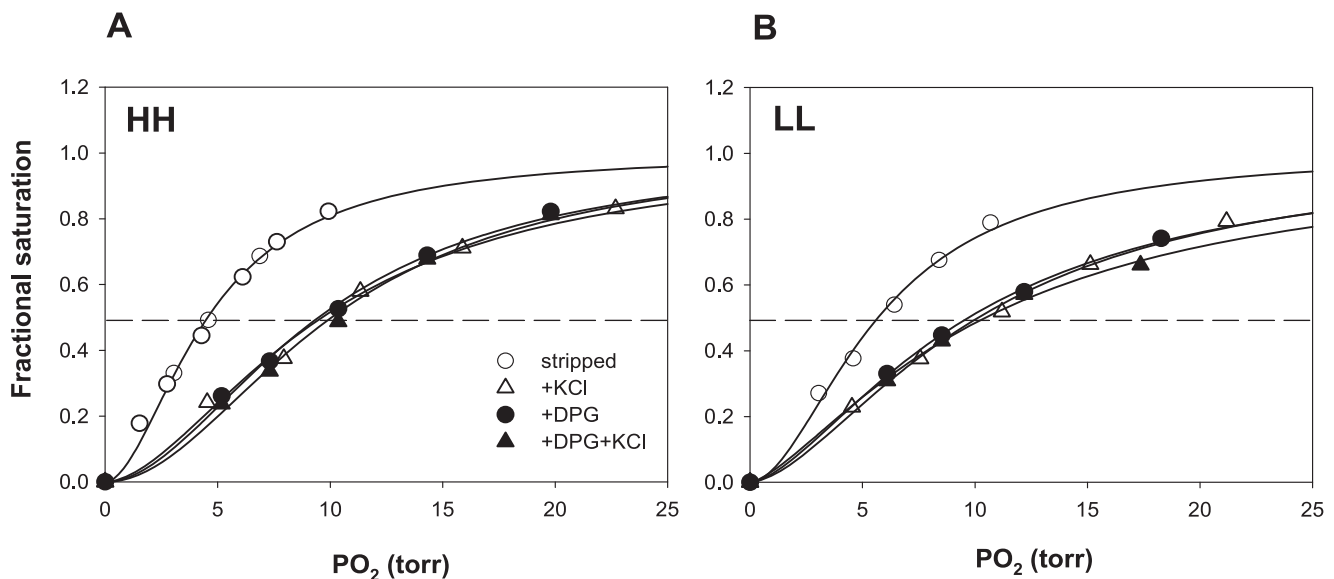 A
B
HH
LL
Fractional saturation
1.2
1.0
0.8
0.6
0.4
0.2
0.0
0 5 10 15 20 25
PO2 (torr)
stripped
+KCl
+DPG
+DPG+KCl
1.2
1.0
0.8
0.6
0.4
0.2
0.0
0 5 10 15 20 25
PO2 (torr)